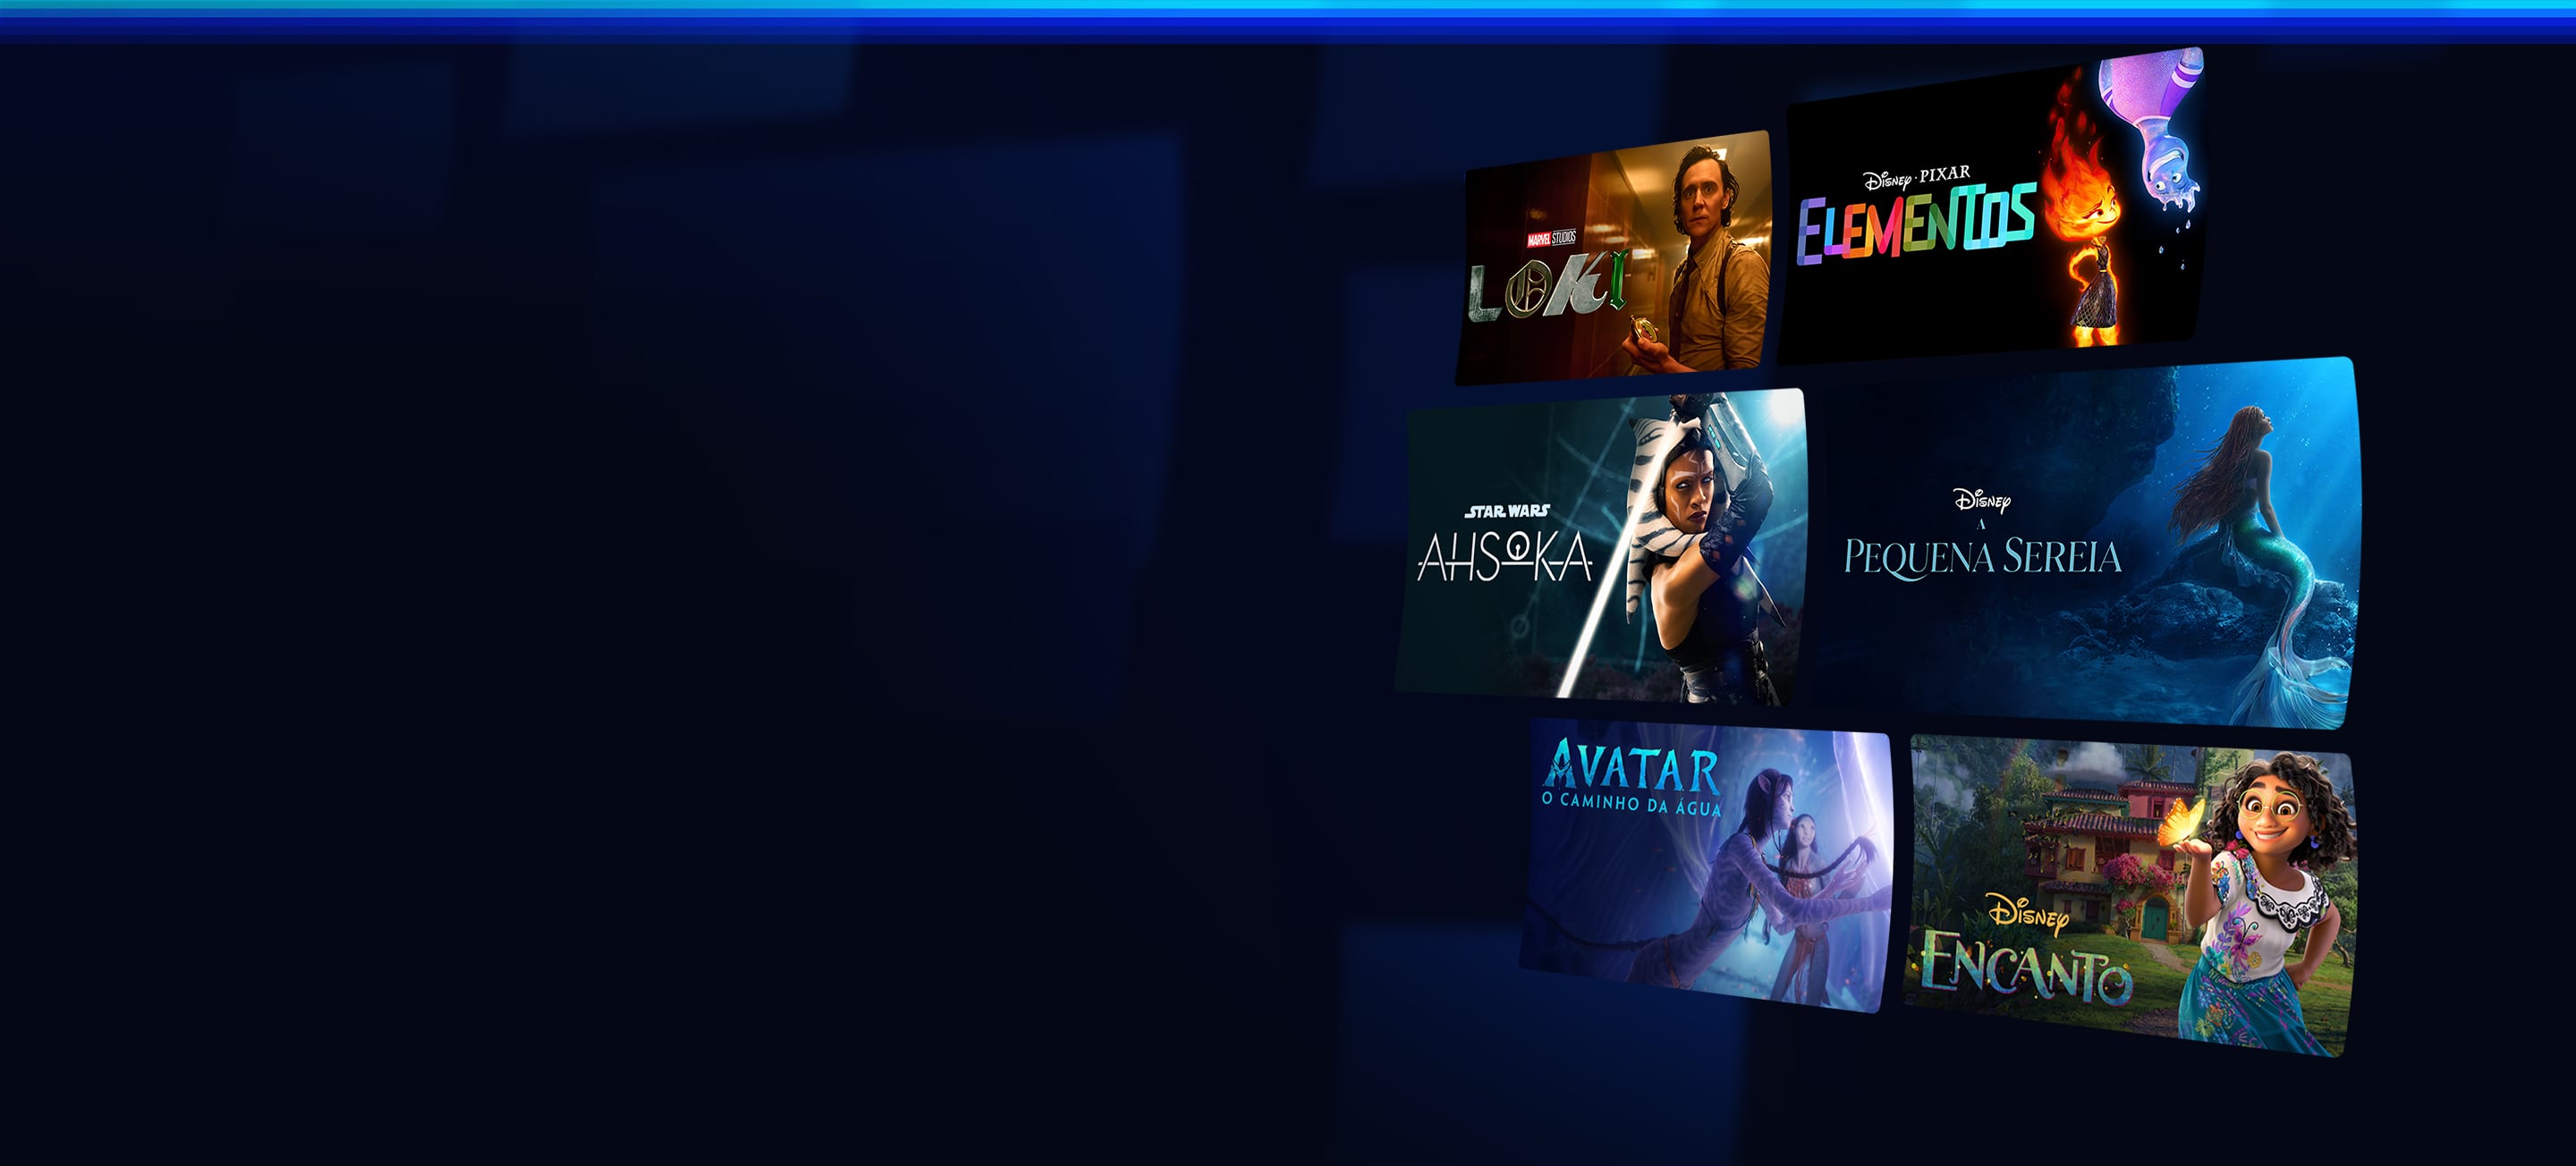 MARVEL STUDIOS
LOKI
Disney · PIXAR
ELEMENTOS
STAR WARS
AHSOKA
Disney
A
PEQUENA SEREIA
AVATAR
O CAMINHO DA ÁGUA
Disney
ENCANTO